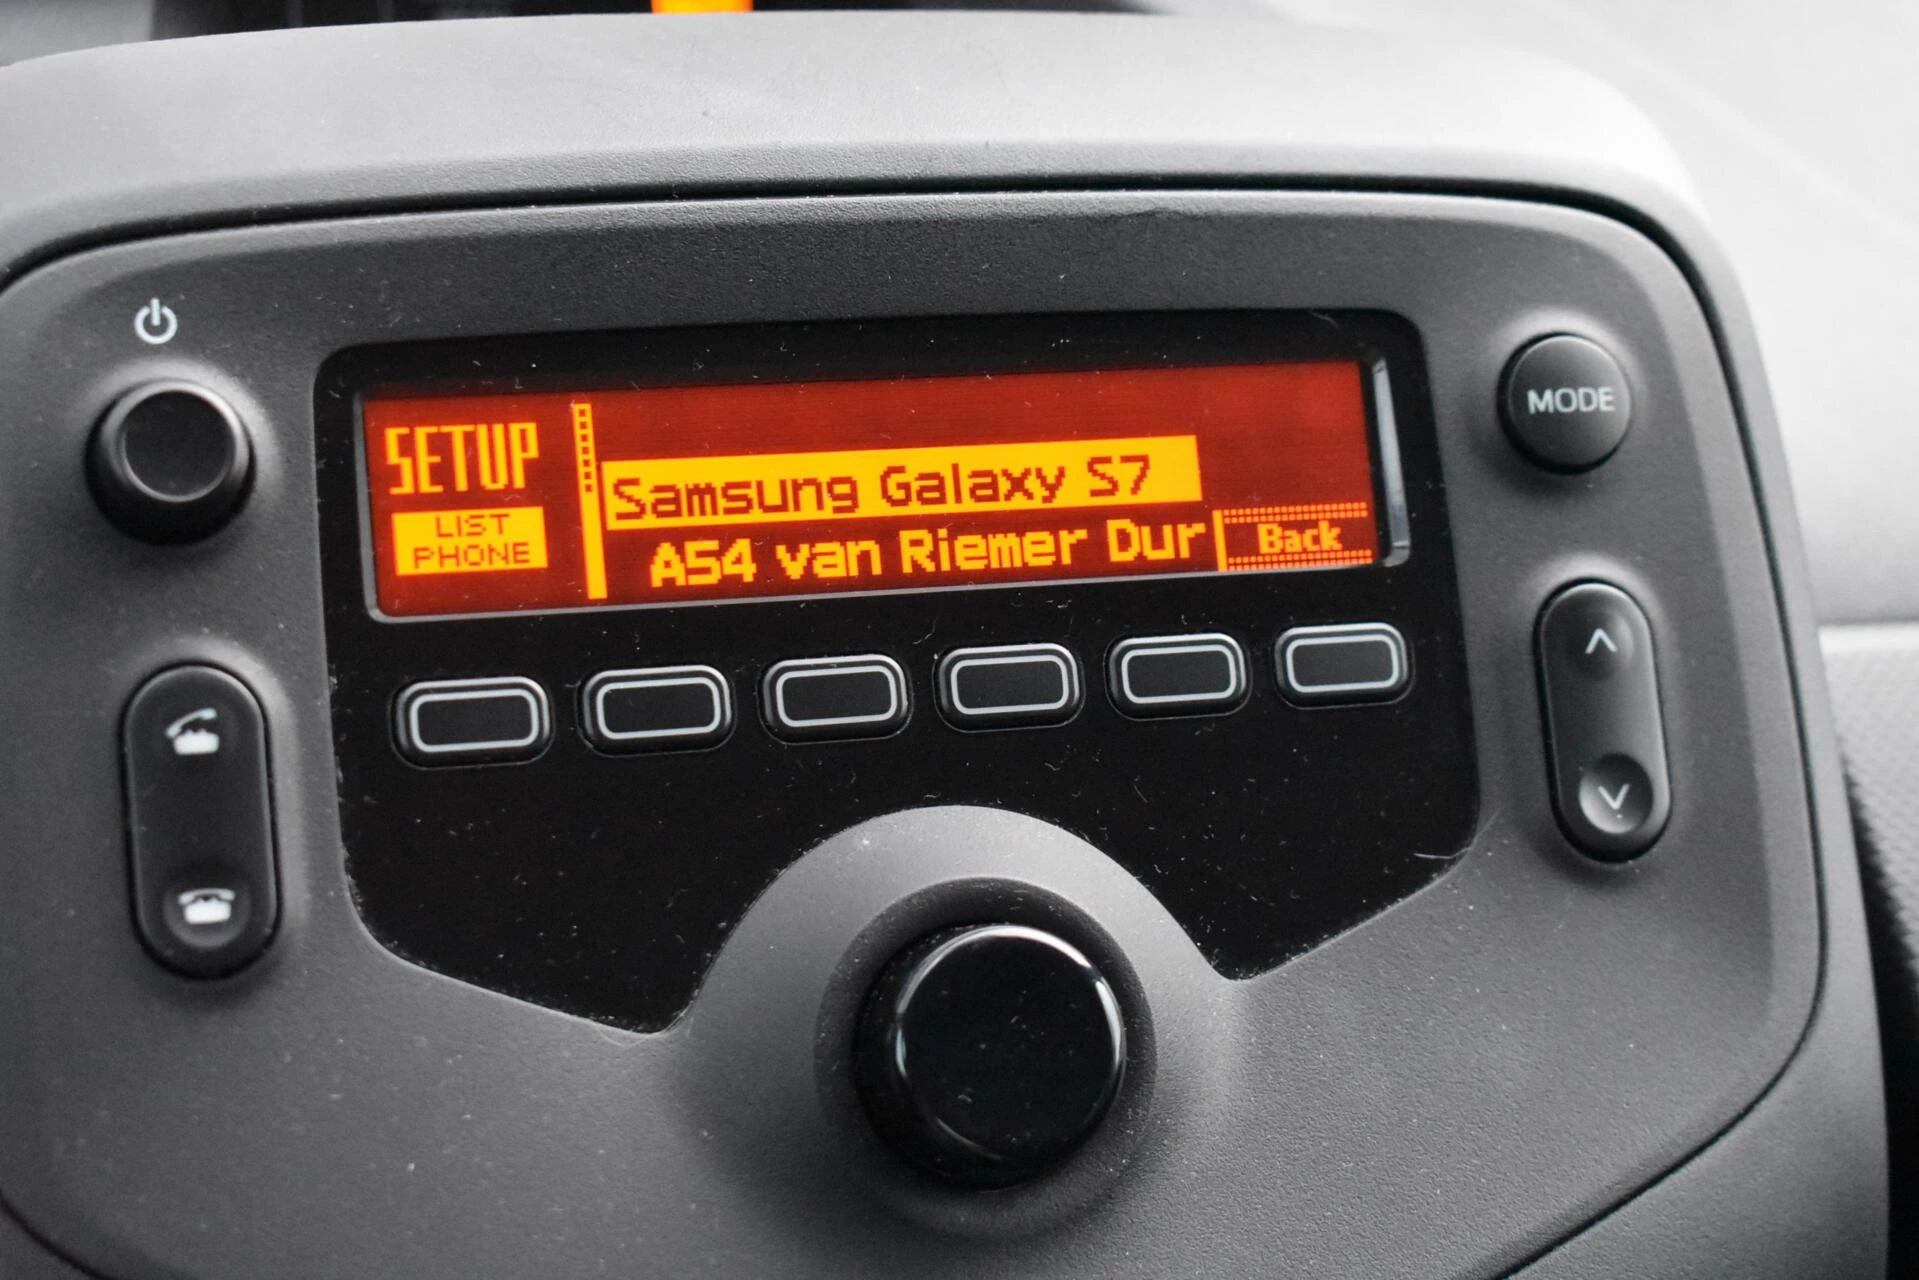 SETUP
LIST
PHONE
Samsung Galaxy S7
A54 van Riemer Dur
Back
MODE